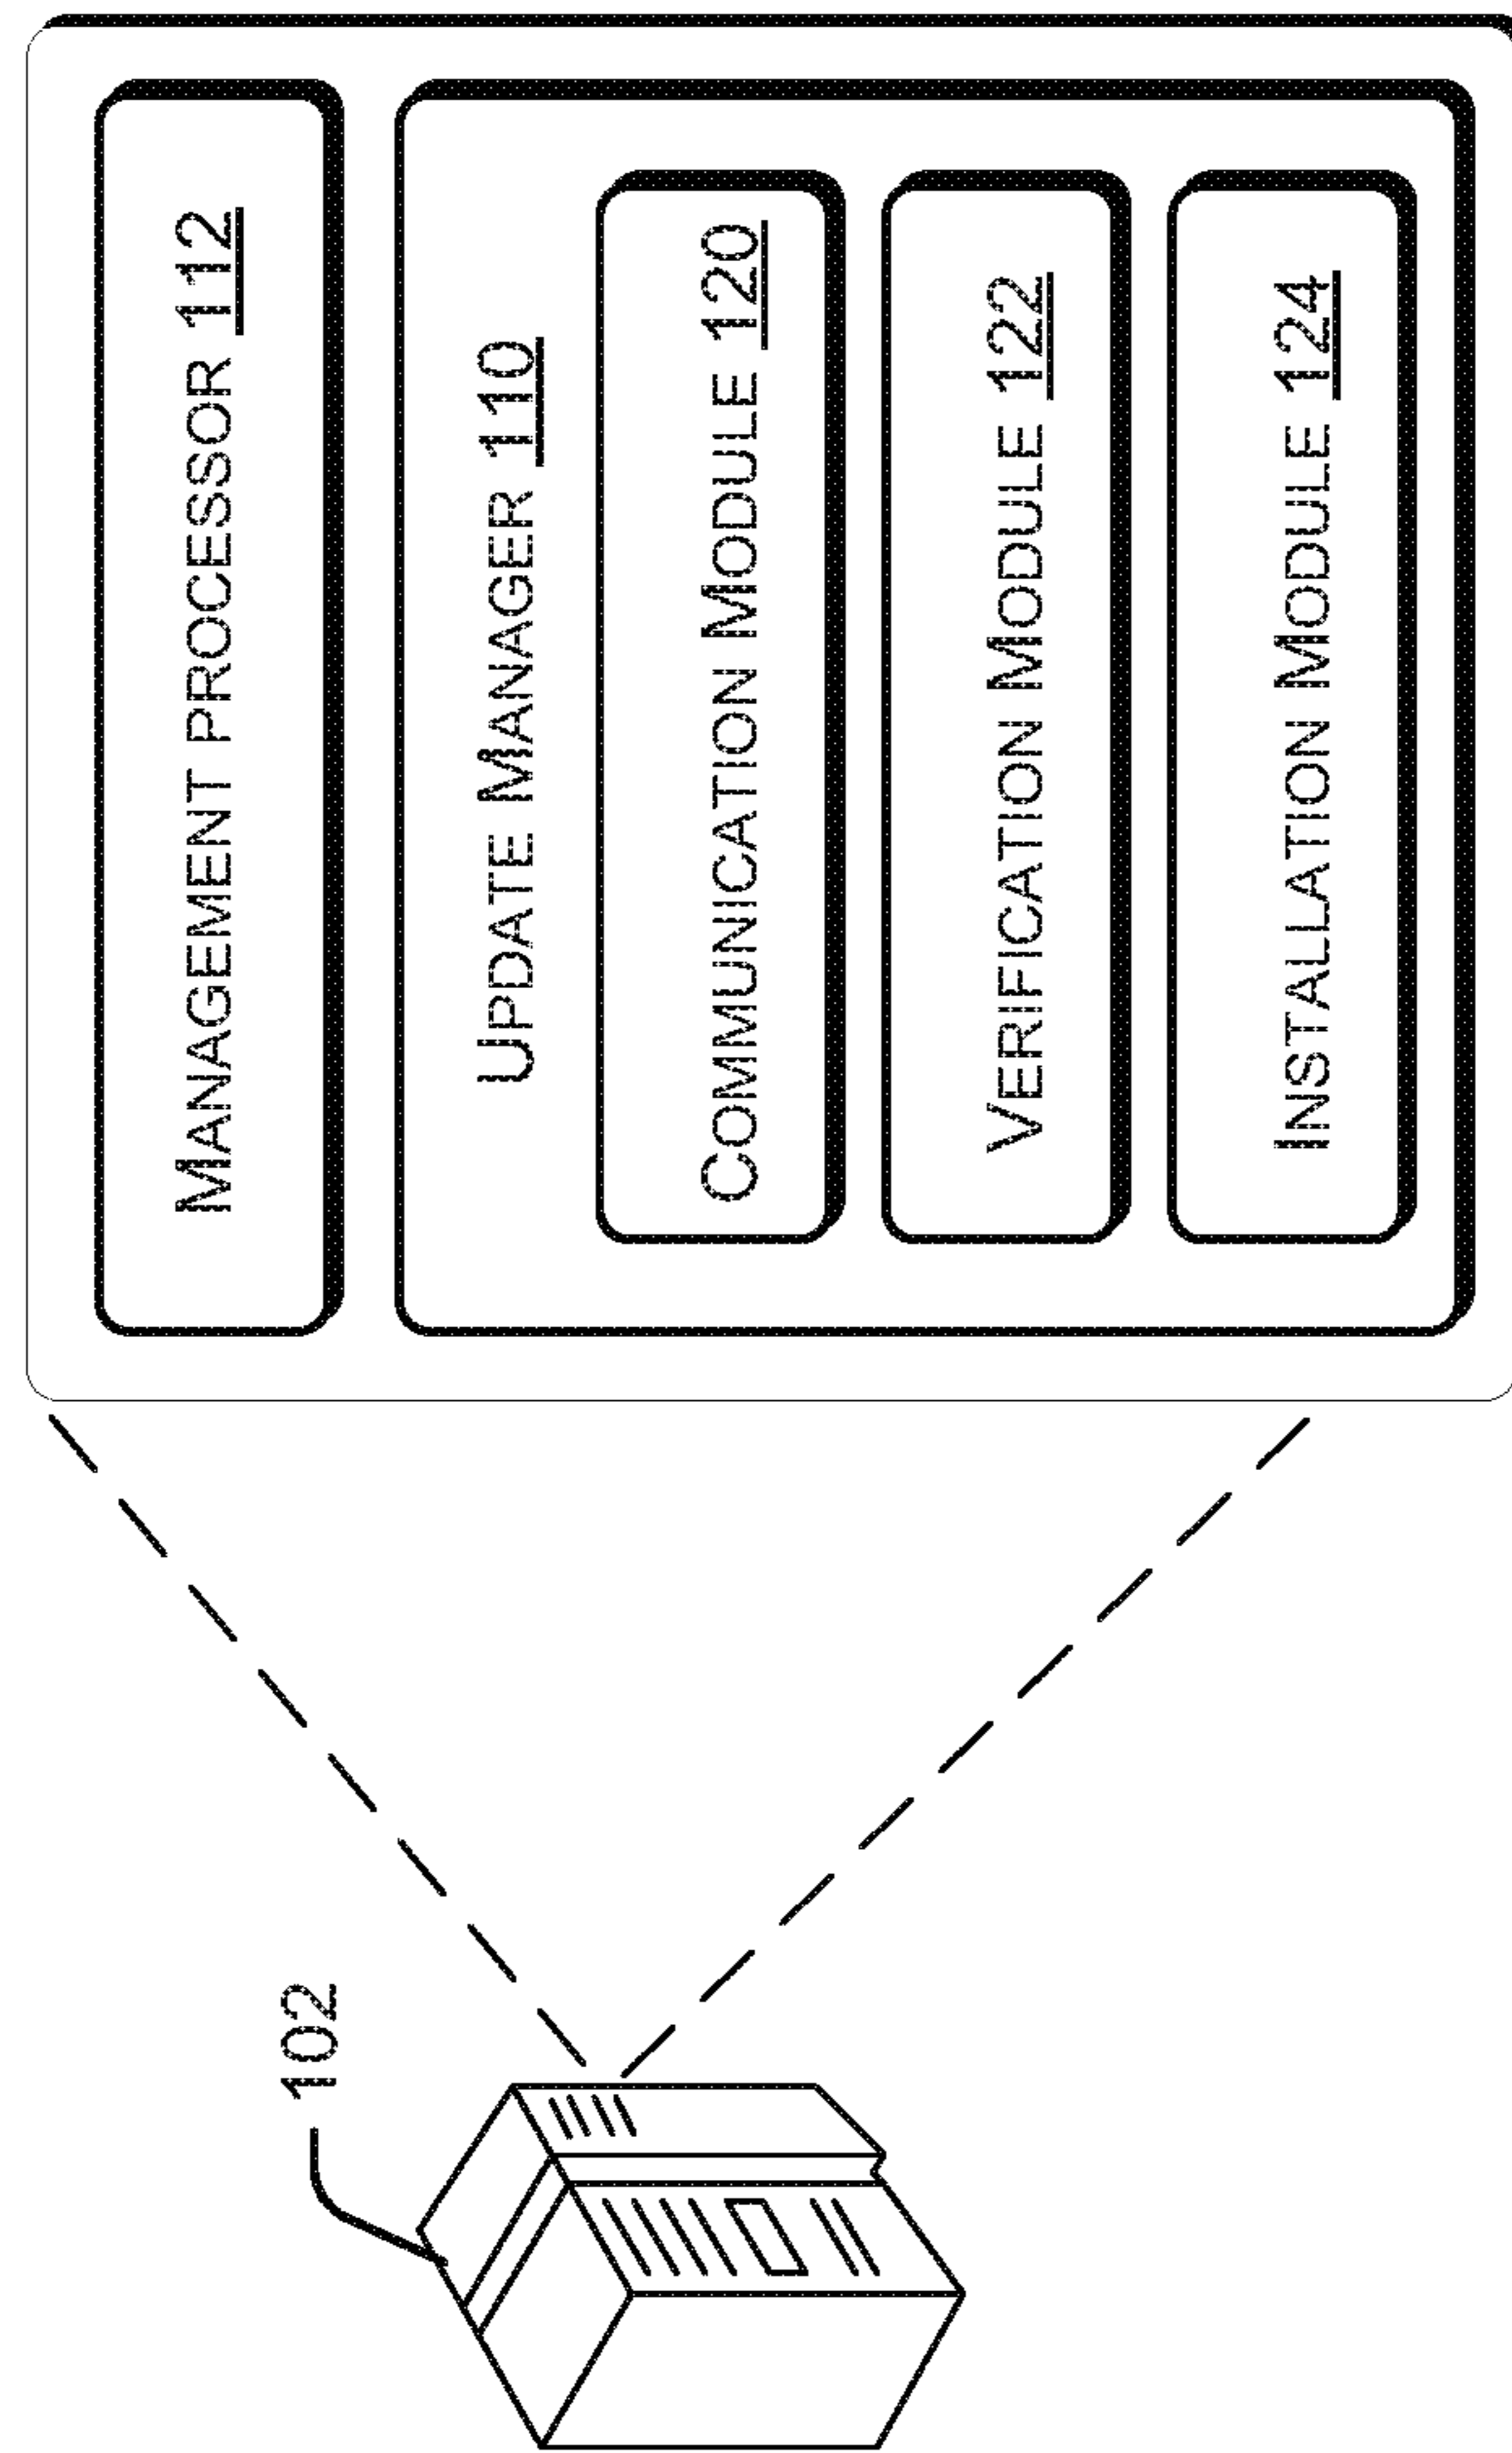 102
MANAGEMENT PROCESSOR 112
UPDATE MANAGER 110
COMMUNICATION MODULE 120
VERIFICATION MODULE 122
INSTALLATION MODULE 124